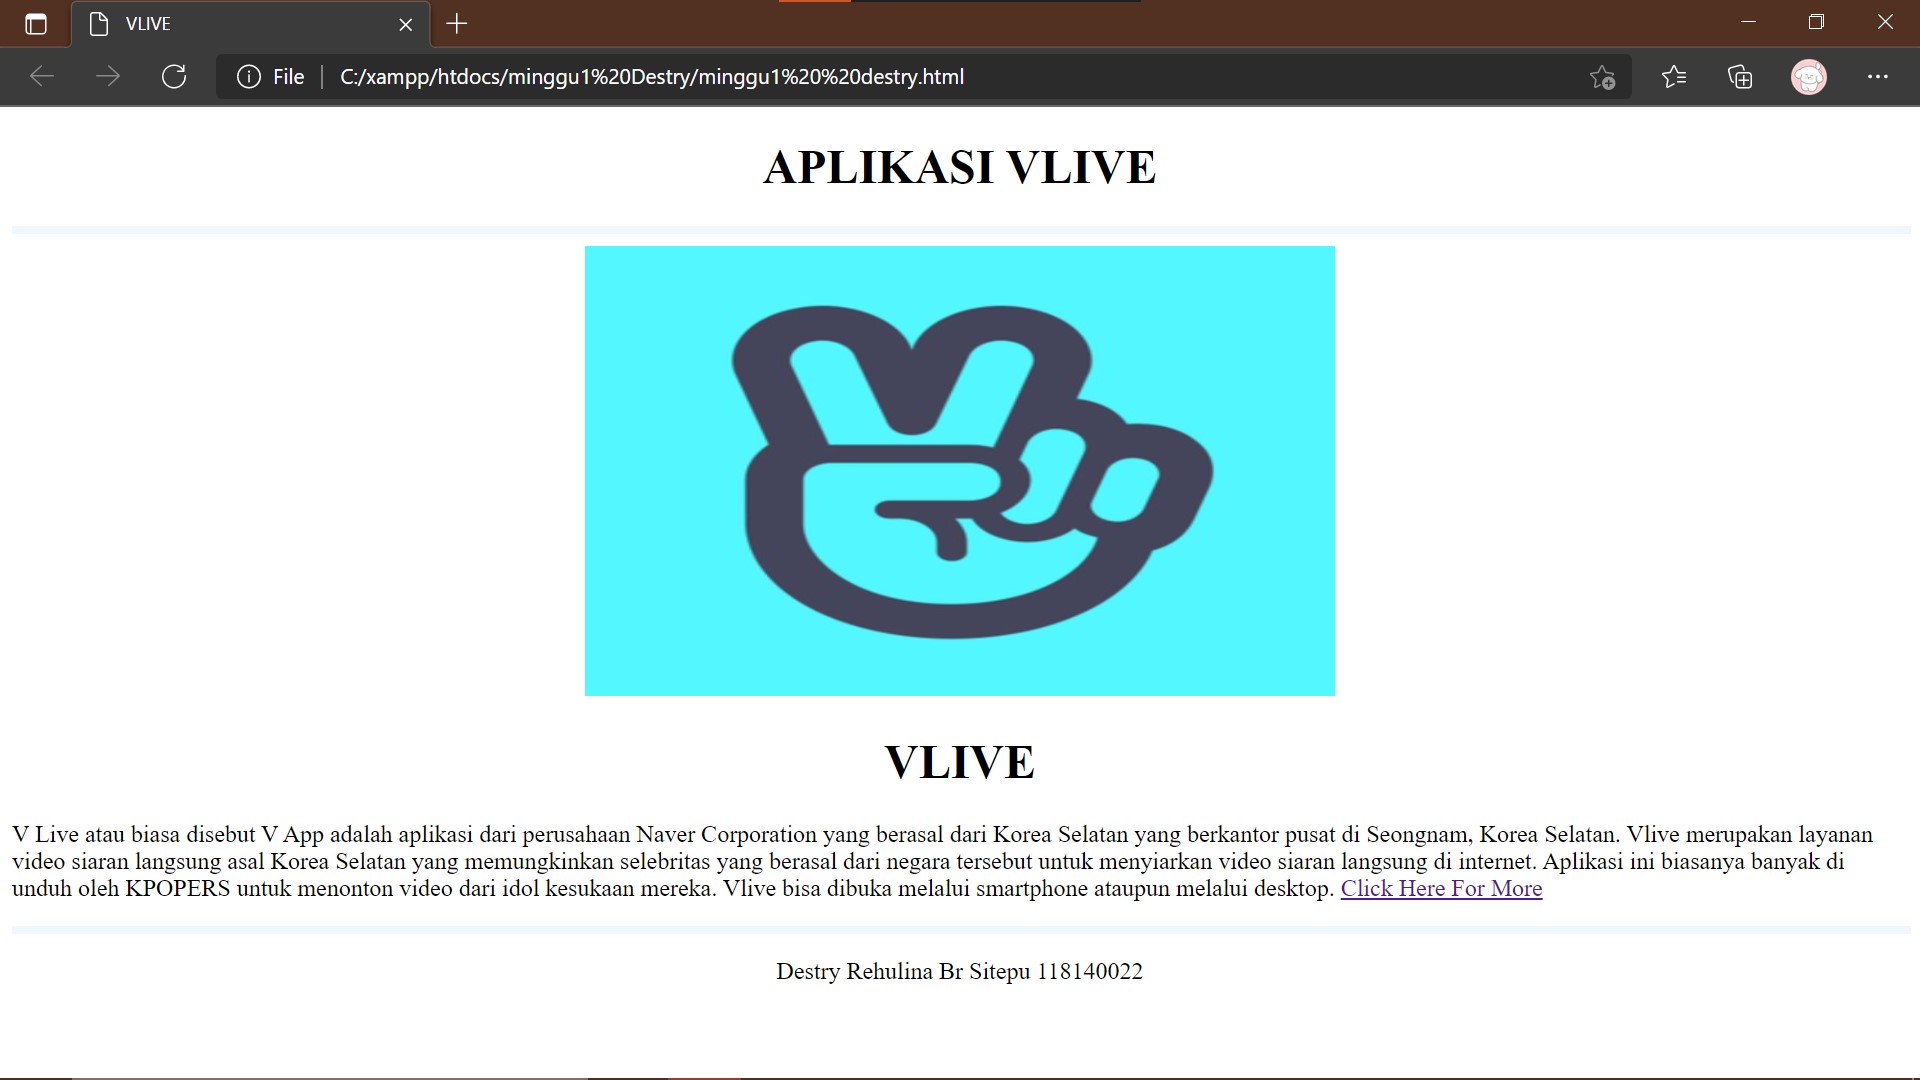 VLIVE
File
C:/xampp/htdocs/minggu1%20Destry/minggu1%20%20destry.html
APLIKASI VLIVE
VLIVE
V Live atau biasa disebut V App adalah aplikasi dari perusahaan Naver Corporation yang berasal dari Korea Selatan yang berkantor pusat di Seongnam, Korea Selatan. Vlive merupakan layanan
video siaran langsung asal Korea Selatan yang memungkinkan selebritas yang berasal dari negara tersebut untuk menyiarkan video siaran langsung di internet. Aplikasi ini biasanya banyak di
unduh oleh KPOPERS untuk menonton video dari idol kesukaan mereka. Vlive bisa dibuka melalui smartphone ataupun melalui desktop. Click Here For More
Destry Rehulina Br Sitepu 118140022